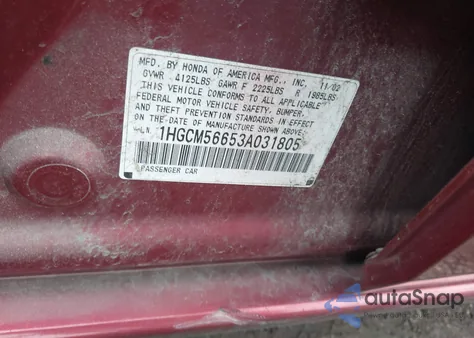 MFD. BY HONDA OF AMERICA MFG., INC. 11/02
GVWR 4125LBS GAWR F 2225LBS R 1985LBS
THIS VEHICLE CONFORMS TO ALL APPLICABLE
FEDERAL MOTOR VEHICLE SAFETY, BUMPER,
AND THEFT PREVENTION STANDARDS IN EFFECT
ON THE DATE OF MANUFACTURE SHOWN ABOVE.
V.I.N. 1HGCM56653A031805
PASSENGER CAR
autoSnap